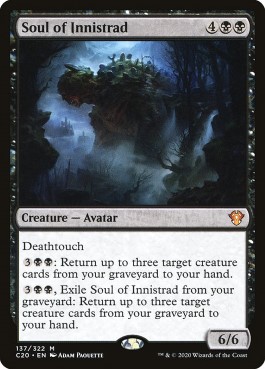 Soul of Innistrad 4
Creature — Avatar
Deathtouch
3: Return up to three target creature
cards from your graveyard to your hand.
3, Exile Soul of Innistrad from your
graveyard: Return up to three target
creature cards from your graveyard to
your hand.
6/6
137/322 M
C20 • EN Adam Paquette
™ & © 2020 Wizards of the Coast